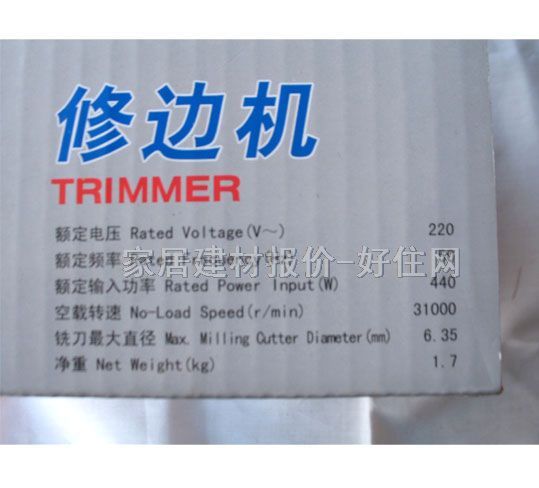 修边机
TRIMMER
额定电压 Rated Voltage(V～) 220
额定频率 Rated
家居建材报价-好住网
额定输入功率 Rated Power Input(W) 440
空载转速 No-Load Speed(r/min) 31000
铣刀最大直径 Max. Milling Cutter Diameter(mm) 6.35
净重 Net Weight(kg) 1.7